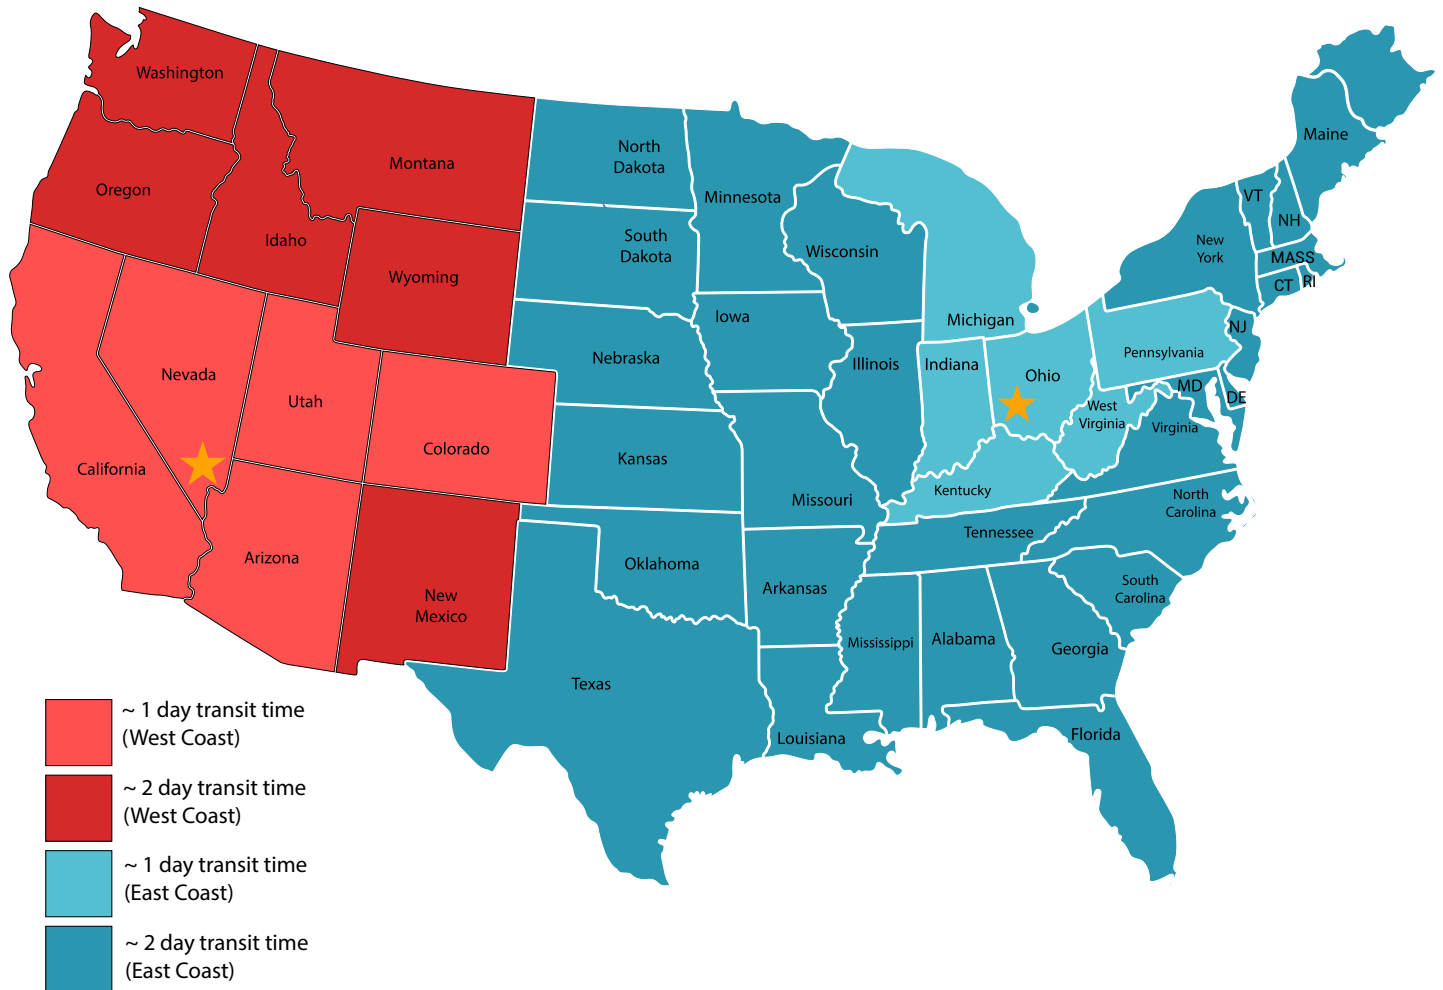 Washington
Oregon
Idaho
Montana
Wyoming
California
Nevada
Utah
Colorado
Arizona
New
Mexico
North
Dakota
South
Dakota
Nebraska
Kansas
Oklahoma
Texas
Minnesota
Iowa
Missouri
Arkansas
Louisiana
Wisconsin
Illinois
Michigan
Indiana
Ohio
Kentucky
Tennessee
Mississippi
Alabama
Georgia
Florida
South
Carolina
North
Carolina
Virginia
West
Virginia
Pennsylvania
MD
DE
NJ
New
York
CT
RI
MASS
VT
NH
Maine
~ 1 day transit time
(West Coast)
~ 2 day transit time
(West Coast)
~ 1 day transit time
(East Coast)
~ 2 day transit time
(East Coast)